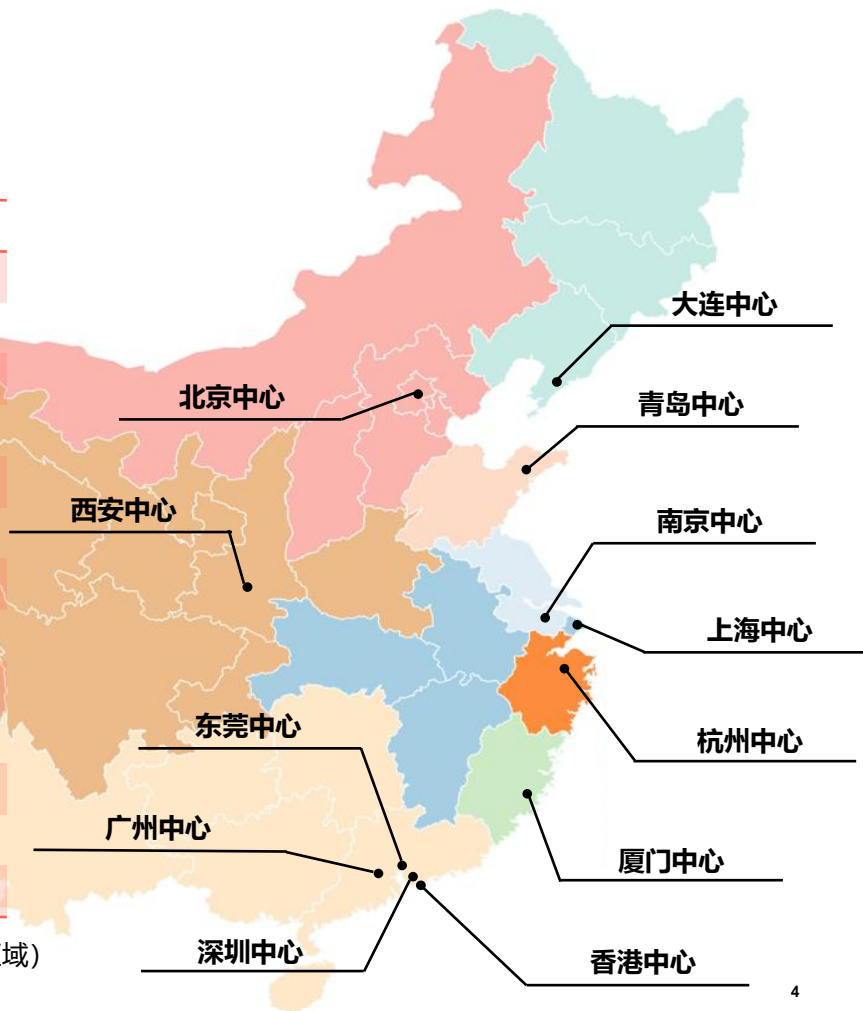 大连中心
北京中心
青岛中心
西安中心
南京中心
上海中心
东莞中心
杭州中心
广州中心
厦门中心
域）
深圳中心
香港中心
4